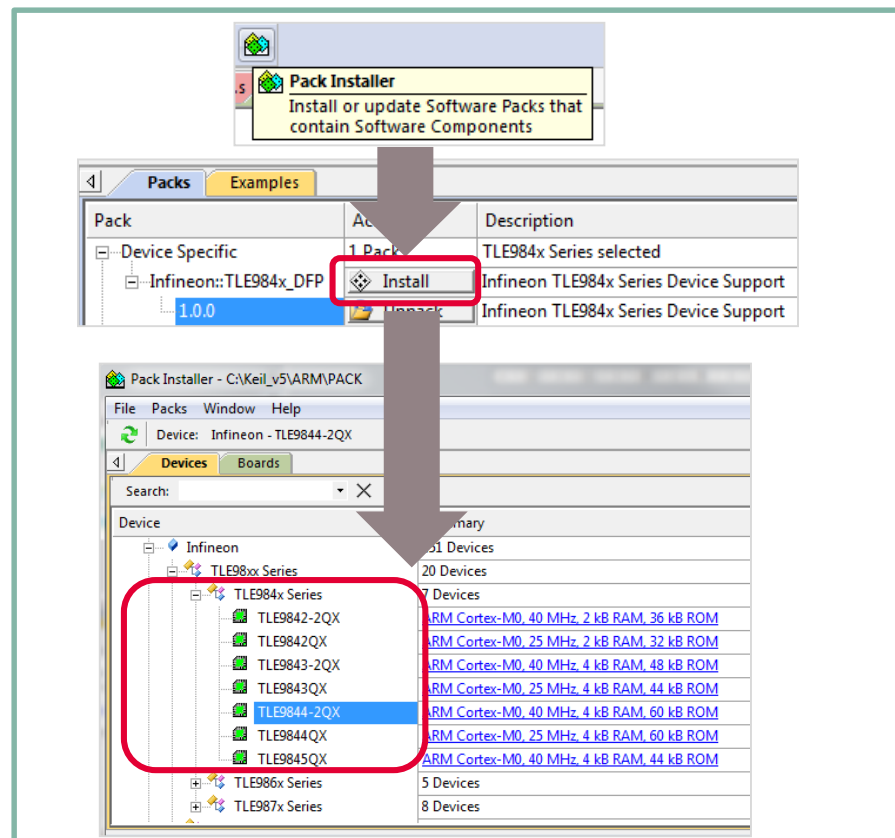 .s
Pack Installer
Install or update Software Packs that
contain Software Components
Packs Examples
Pack Description
Device Specific 1 Pack TLE984x Series selected
Infineon::TLE984x_DFP Install Infineon TLE984x Series Device Support
1.0.0 Infineon TLE984x Series Device Support
Pack Installer - C:\Keil_v5\ARM\PACK
File Packs Window Help
Device: Infineon - TLE9844-2QX
Devices Boards
Search:
Device
Infineon Devices
TLE98xx Series 20 Devices
TLE984x Series 7 Devices
TLE9842-2QX ARM Cortex-M0, 40 MHz, 2 kB RAM, 36 kB ROM
TLE9842QX ARM Cortex-M0, 25 MHz, 2 kB RAM, 32 kB ROM
TLE9843-2QX ARM Cortex-M0, 40 MHz, 4 kB RAM, 48 kB ROM
TLE9843QX ARM Cortex-M0, 25 MHz, 4 kB RAM, 44 kB ROM
TLE9844-2QX ARM Cortex-M0, 40 MHz, 4 kB RAM, 60 kB ROM
TLE9844QX ARM Cortex-M0, 25 MHz, 4 kB RAM, 60 kB ROM
TLE9845QX ARM Cortex-M0, 40 MHz, 4 kB RAM, 44 kB ROM
TLE986x Series 5 Devices
TLE987x Series 8 Devices